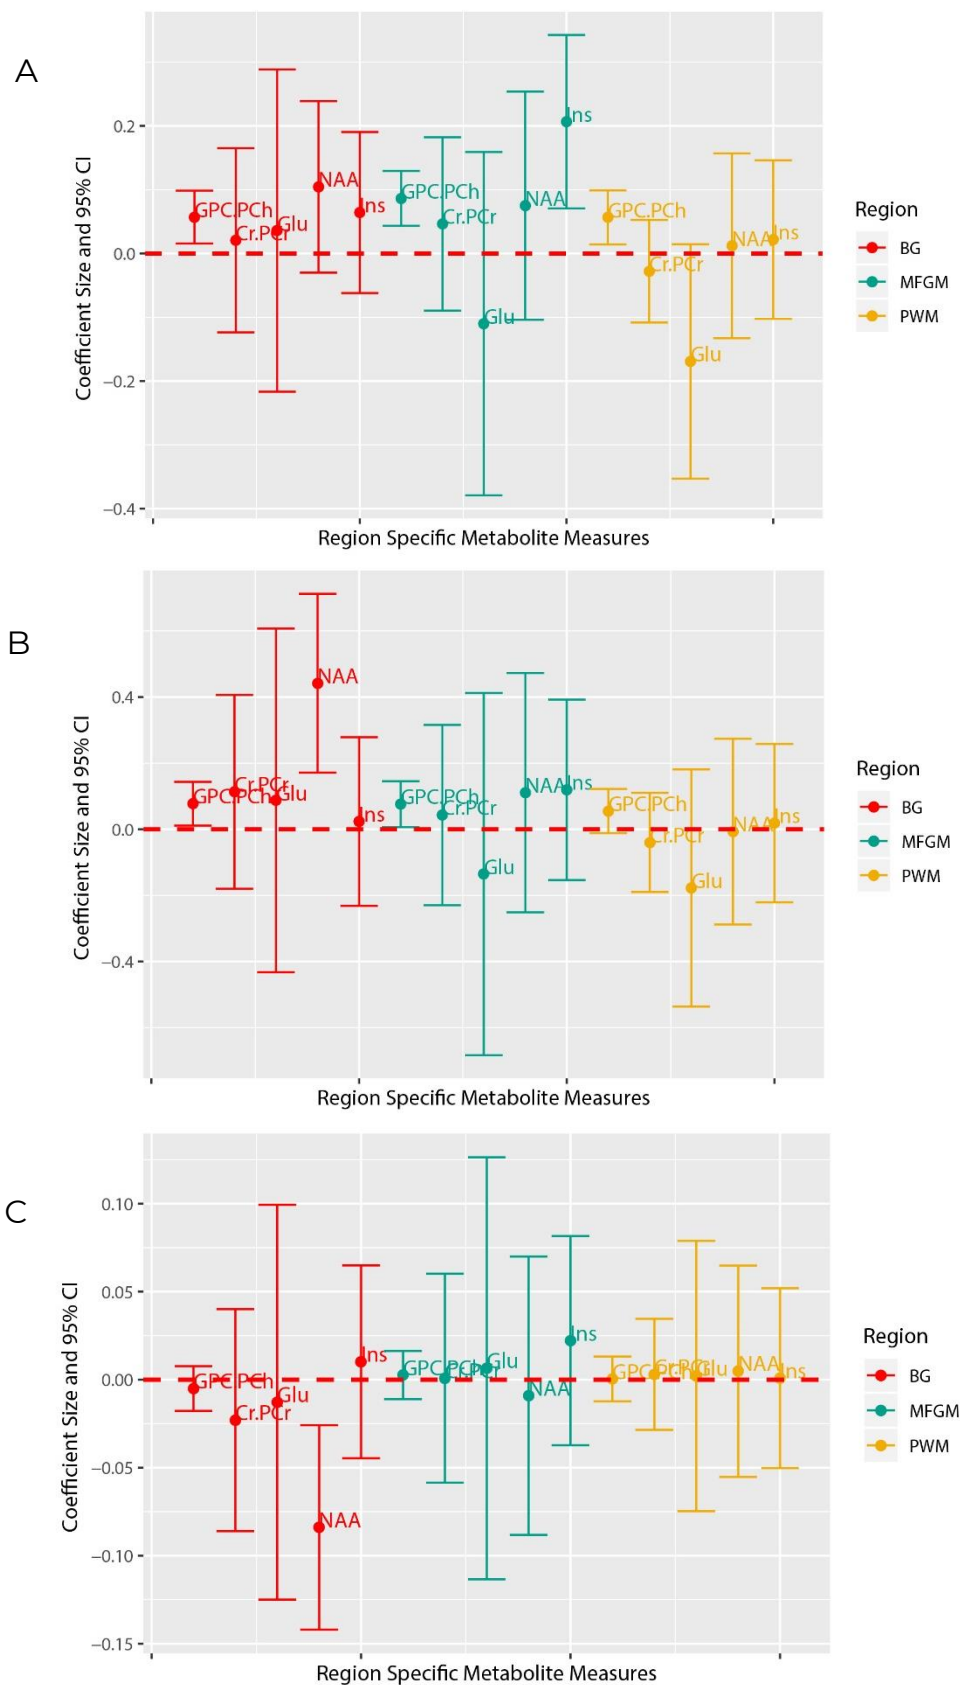 A
0.2
0.0
−0.2
−0.4
Coefficient Size and 95% CI
GPC.PCh
Cr.PCr
Glu
NAA
Ins
GPC.PCh
Cr.PCr
Glu
NAA
Ins
GPC.PCh
Cr.PCr
Glu
NAA
Ins
Region Specific Metabolite Measures
Region
BG
MFGM
PWM
B
0.4
0.0
−0.4
Coefficient Size and 95% CI
GPC.PCh
Cr.PCr
Glu
NAA
Ins
GPC.PCh
Cr.PCr
Glu
NAA
Ins
GPC.PCh
Cr.PCr
Glu
NAA
Ins
Region Specific Metabolite Measures
Region
BG
MFGM
PWM
C
0.10
0.05
0.00
−0.05
−0.10
−0.15
Coefficient Size and 95% CI
GPC.PCh
Cr.PCr
Glu
NAA
Ins
GPC.PCh
Cr.PCr
Glu
NAA
Ins
GPC.PCh
Cr.PCr
Glu
NAA
Ins
Region Specific Metabolite Measures
Region
BG
MFGM
PWM